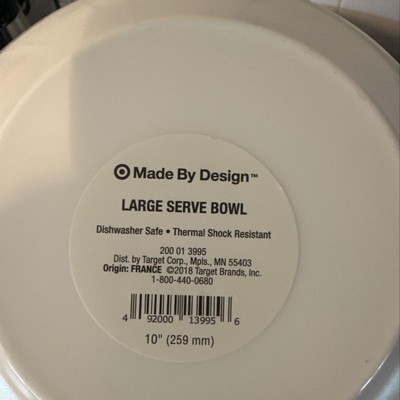 Made By Design™
LARGE SERVE BOWL
Dishwasher Safe • Thermal Shock Resistant
200 01 3995
Dist. by Target Corp., Mpls., MN 55403
Origin: FRANCE ©2018 Target Brands, Inc.
1-800-440-0680
4 92000 13995 6
10" (259 mm)